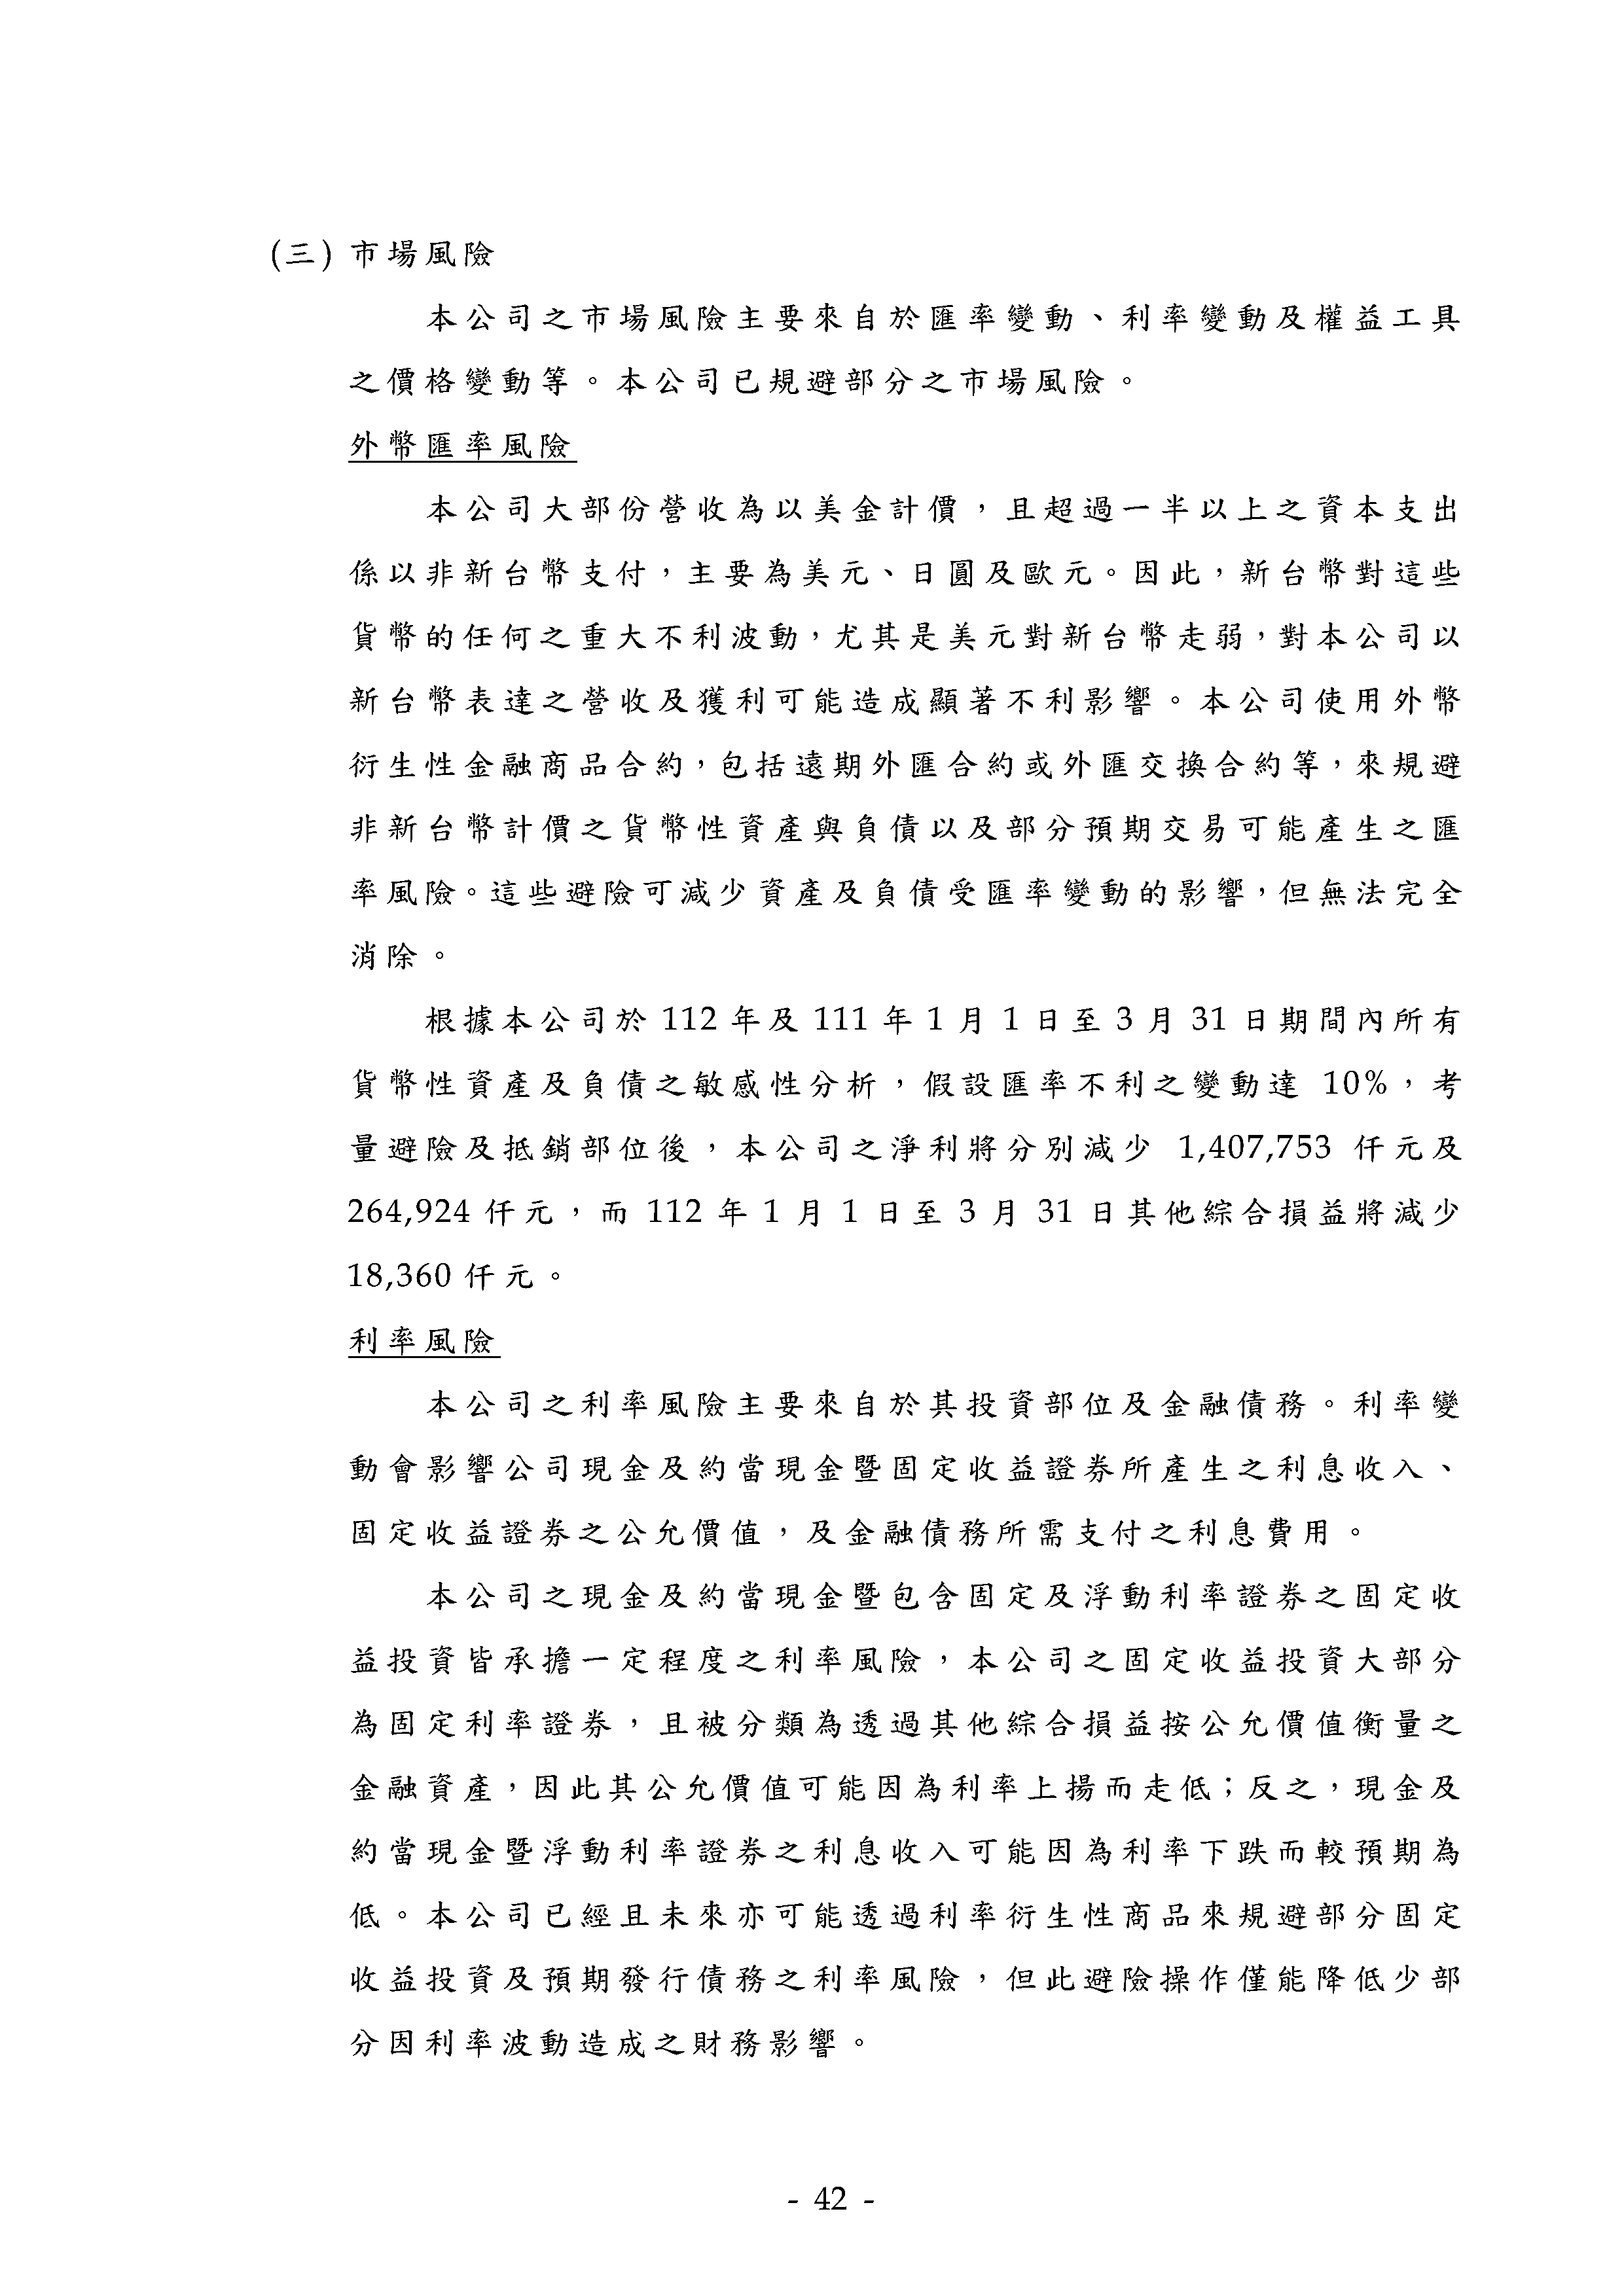 (三) 市場風險
本公司之市場風險主要來自於匯率變動、利率變動及權益工具
之價格變動等。本公司已規避部分之市場風險。
外幣匯率風險
本公司大部份營收為以美金計價，且超過一半以上之資本支出
係以非新台幣支付，主要為美元、日圓及歐元。因此，新台幣對這些
貨幣的任何之重大不利波動，尤其是美元對新台幣走弱，對本公司以
新台幣表達之營收及獲利可能造成顯著不利影響。本公司使用外幣
衍生性金融商品合約，包括遠期外匯合約或外匯交換合約等，來規避
非新台幣計價之貨幣性資產與負債以及部分預期交易可能產生之匯
率風險。這些避險可減少資產及負債受匯率變動的影響，但無法完全
消除。
根據本公司於 112 年及 111 年 1 月 1 日至 3 月 31 日期間內所有
貨幣性資產及負債之敏感性分析，假設匯率不利之變動達 10%，考
量避險及抵銷部位後，本公司之淨利將分別減少 1,407,753 仟元及
264,924 仟元，而 112 年 1 月 1 日至 3 月 31 日其他綜合損益將減少
18,360 仟元。
利率風險
本公司之利率風險主要來自於其投資部位及金融債務。利率變
動會影響公司現金及約當現金暨固定收益證券所產生之利息收入、
固定收益證券之公允價值，及金融債務所需支付之利息費用。
本公司之現金及約當現金暨包含固定及浮動利率證券之固定收
益投資皆承擔一定程度之利率風險，本公司之固定收益投資大部分
為固定利率證券，且被分類為透過其他綜合損益按公允價值衡量之
金融資產，因此其公允價值可能因為利率上揚而走低；反之，現金及
約當現金暨浮動利率證券之利息收入可能因為利率下跌而較預期為
低。本公司已經且未來亦可能透過利率衍生性商品來規避部分固定
收益投資及預期發行債務之利率風險，但此避險操作僅能降低少部
分因利率波動造成之財務影響。
- 42 -